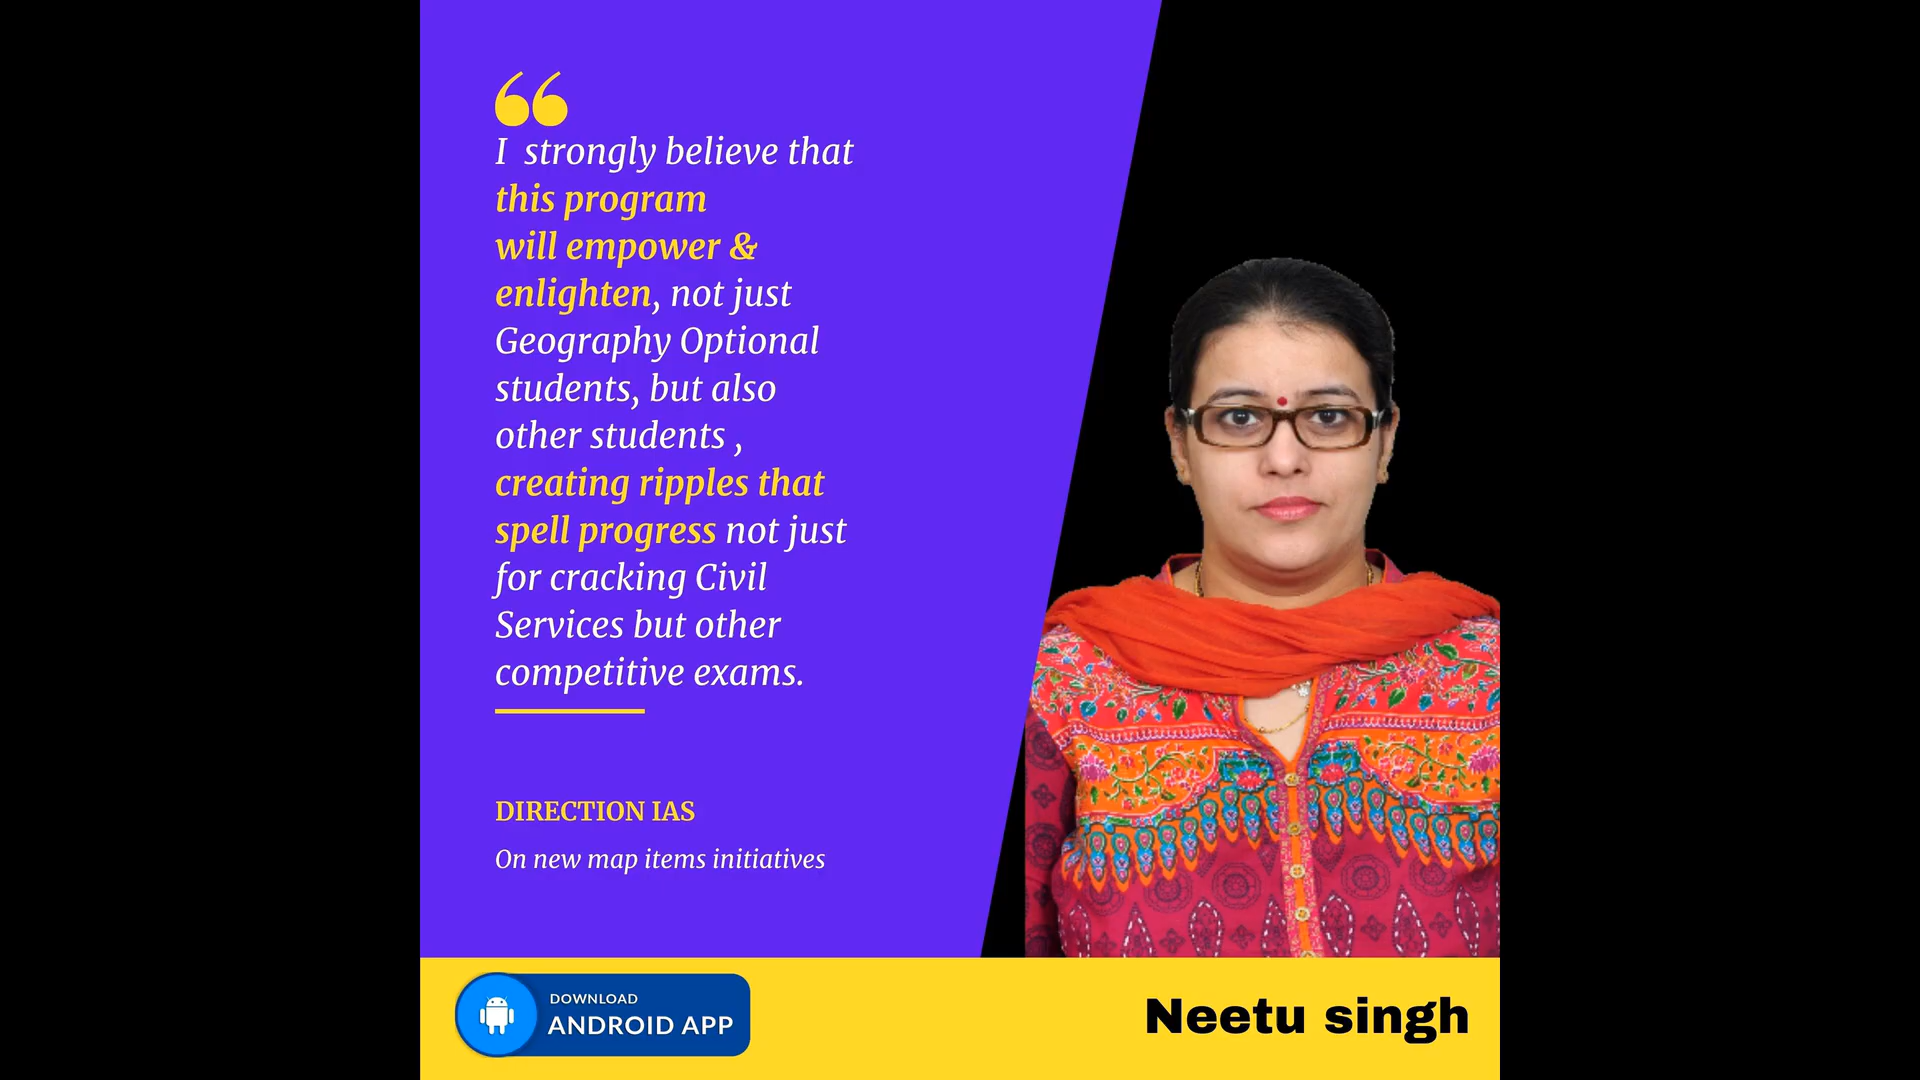 I  strongly believe that
this program
will empower &
enlighten, not just
Geography Optional
students, but also
other students ,
creating ripples that
spell progress not just
for cracking Civil
Services but other
competitive exams.
DIRECTION IAS
On new map items initiatives
DOWNLOAD
ANDROID APP
Neetu singh